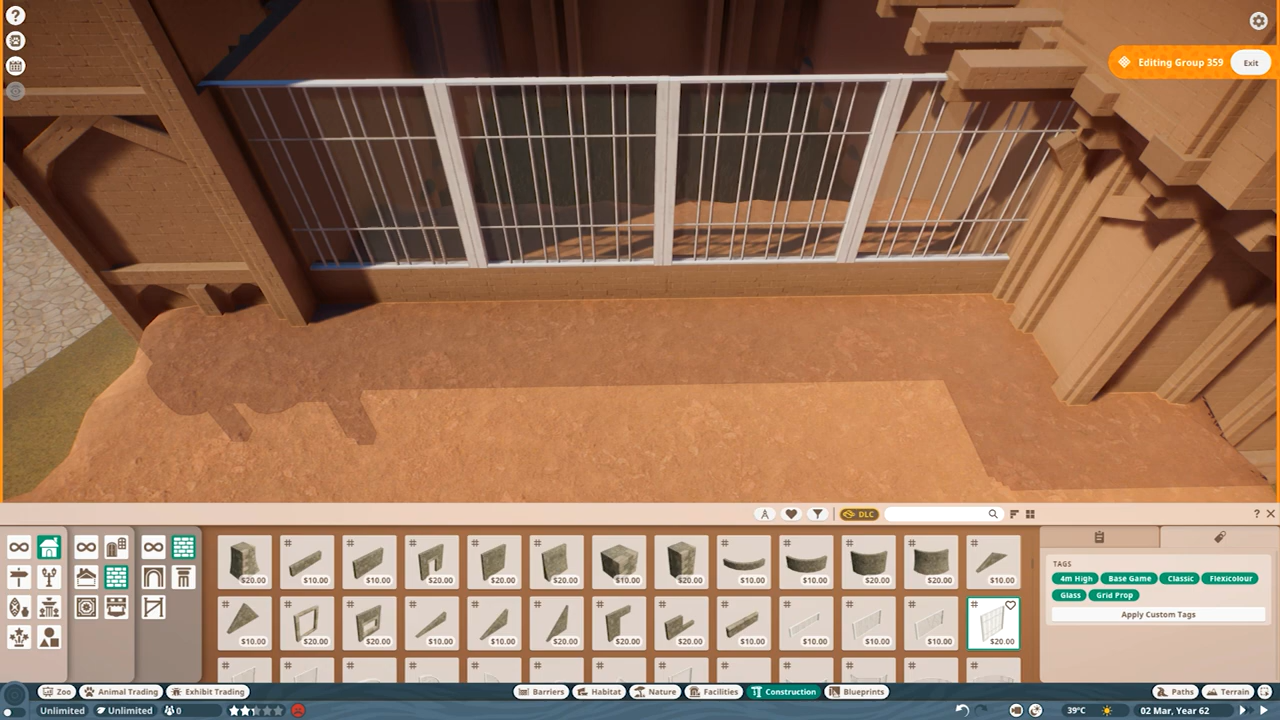 ?
Editing Group 359 Exit
DLC
? ×
$20.00 $10.00 $10.00 $20.00 $20.00 $20.00 $10.00 $20.00 $10.00 $10.00 $20.00 $20.00 $10.00
$10.00 $20.00 $20.00 $10.00 $10.00 $20.00 $20.00 $20.00 $10.00 $10.00 $10.00 $10.00 $20.00
TAGS
4m High Base Game Classic Flexicolour
Glass Grid Prop
Apply Custom Tags
Zoo Animal Trading Exhibit Trading Barriers Habitat Nature Facilities Construction Blueprints Paths Terrain
Unlimited Unlimited 0 39°C 02 Mar, Year 62